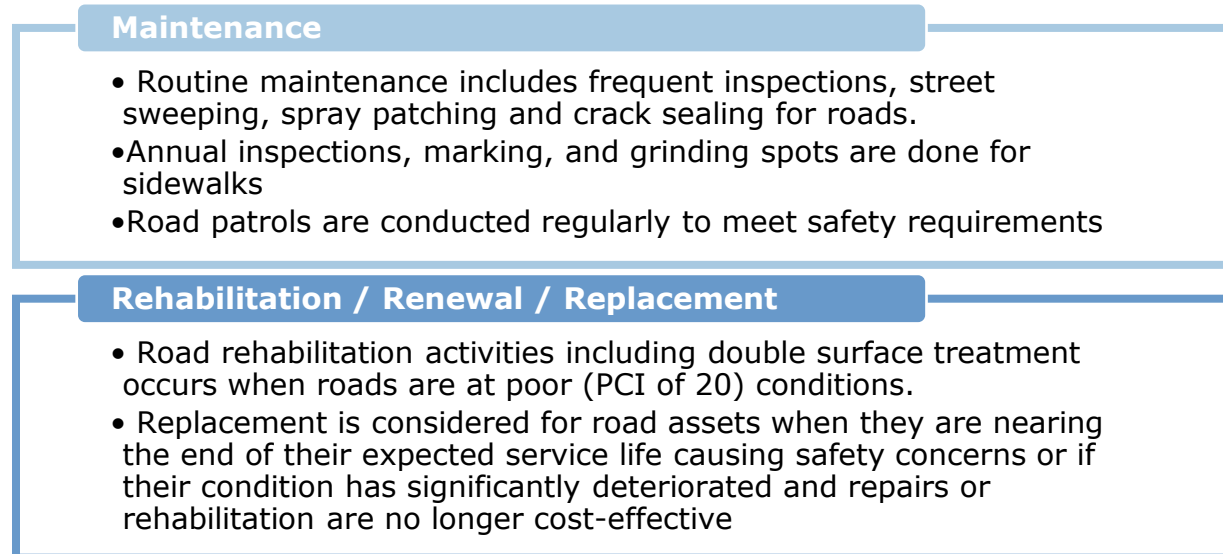 Maintenance
• Routine maintenance includes frequent inspections, street
sweeping, spray patching and crack sealing for roads.
•Annual inspections, marking, and grinding spots are done for
sidewalks
•Road patrols are conducted regularly to meet safety requirements
Rehabilitation / Renewal / Replacement
• Road rehabilitation activities including double surface treatment
occurs when roads are at poor (PCI of 20) conditions.
• Replacement is considered for road assets when they are nearing
the end of their expected service life causing safety concerns or if
their condition has significantly deteriorated and repairs or
rehabilitation are no longer cost-effective